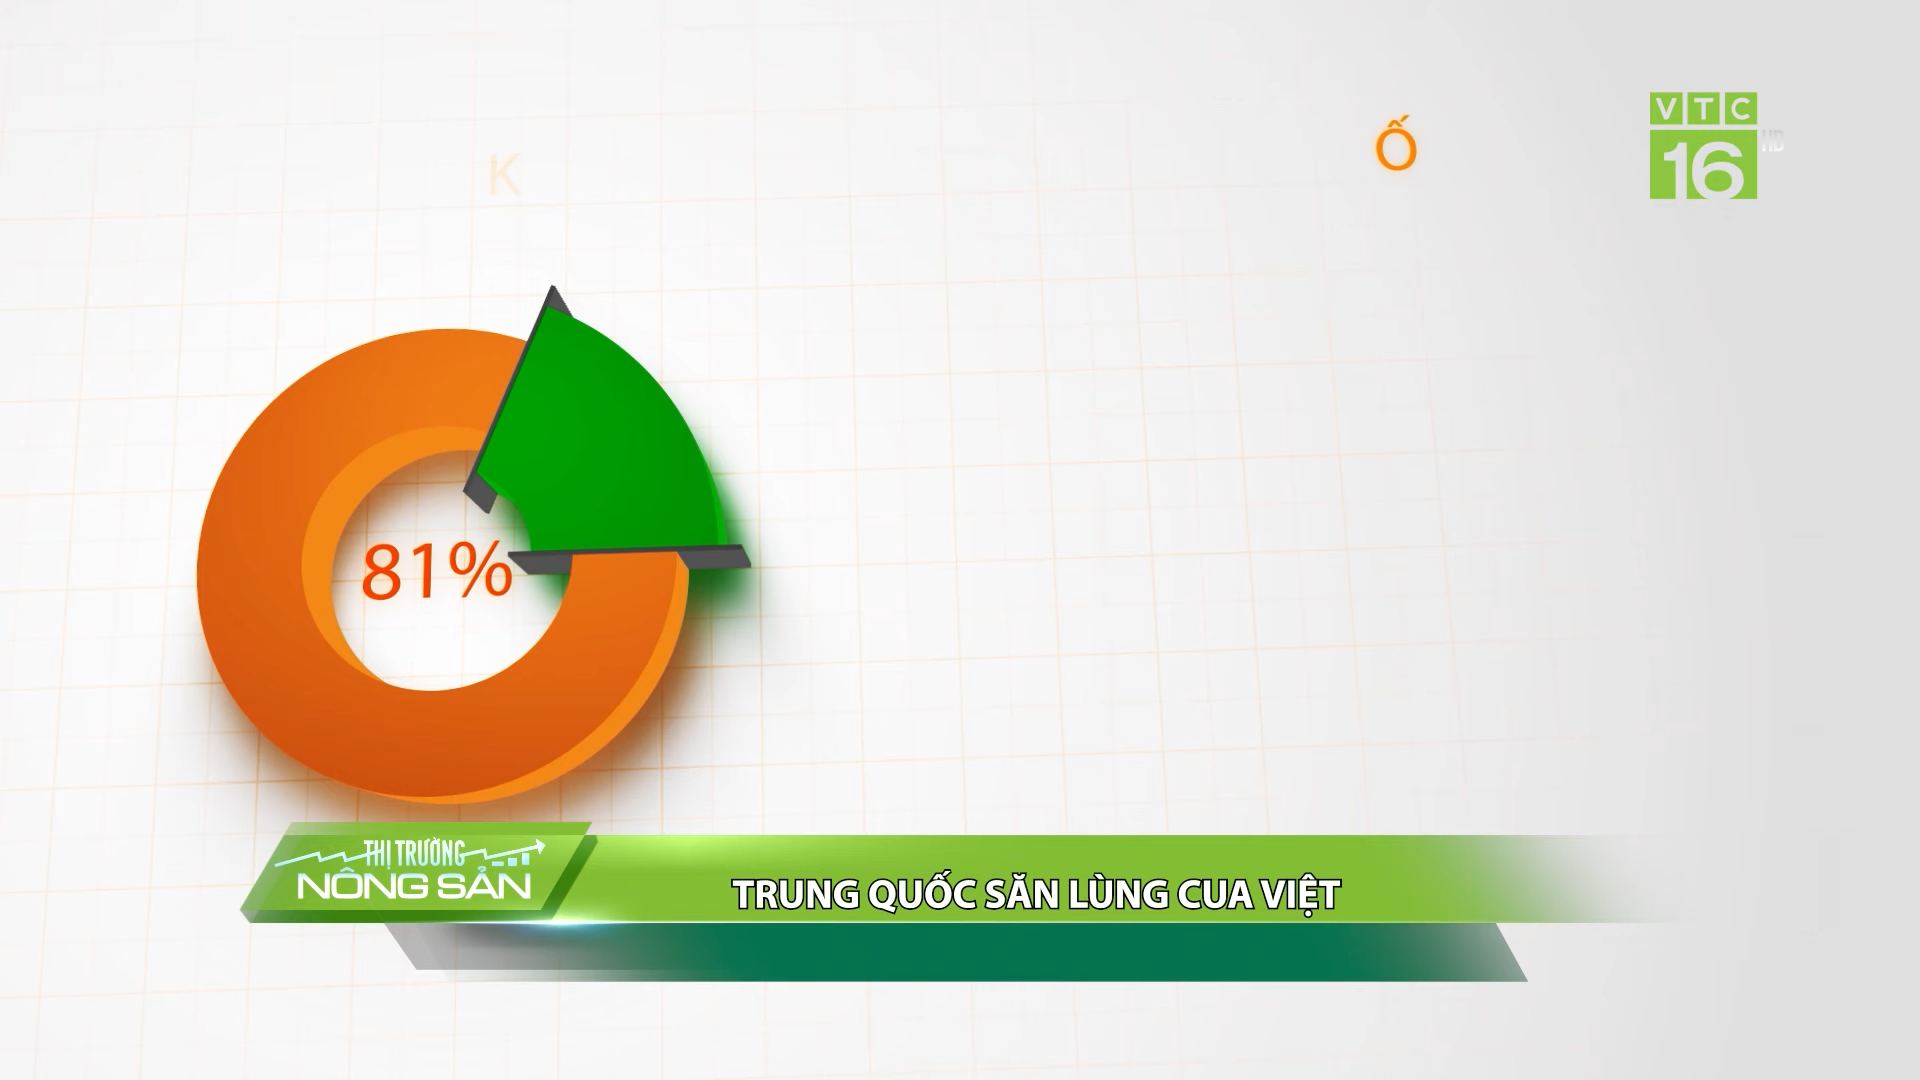 K
Ố
VTC
16
HD
81%
THỊ TRƯỜNG
NÔNG SẢN
TRUNG QUỐC SĂN LÙNG CUA VIỆT